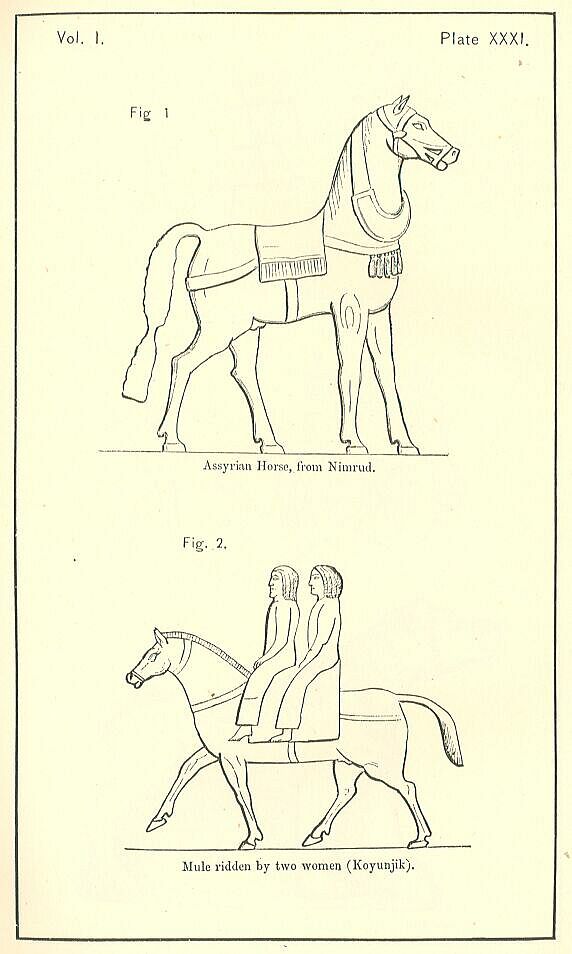 Vol. I.
Plate XXXI.
Fig 1
Assyrian Horse, from Nimrud.
Fig. 2.
Mule ridden by two women (Koyunjik).